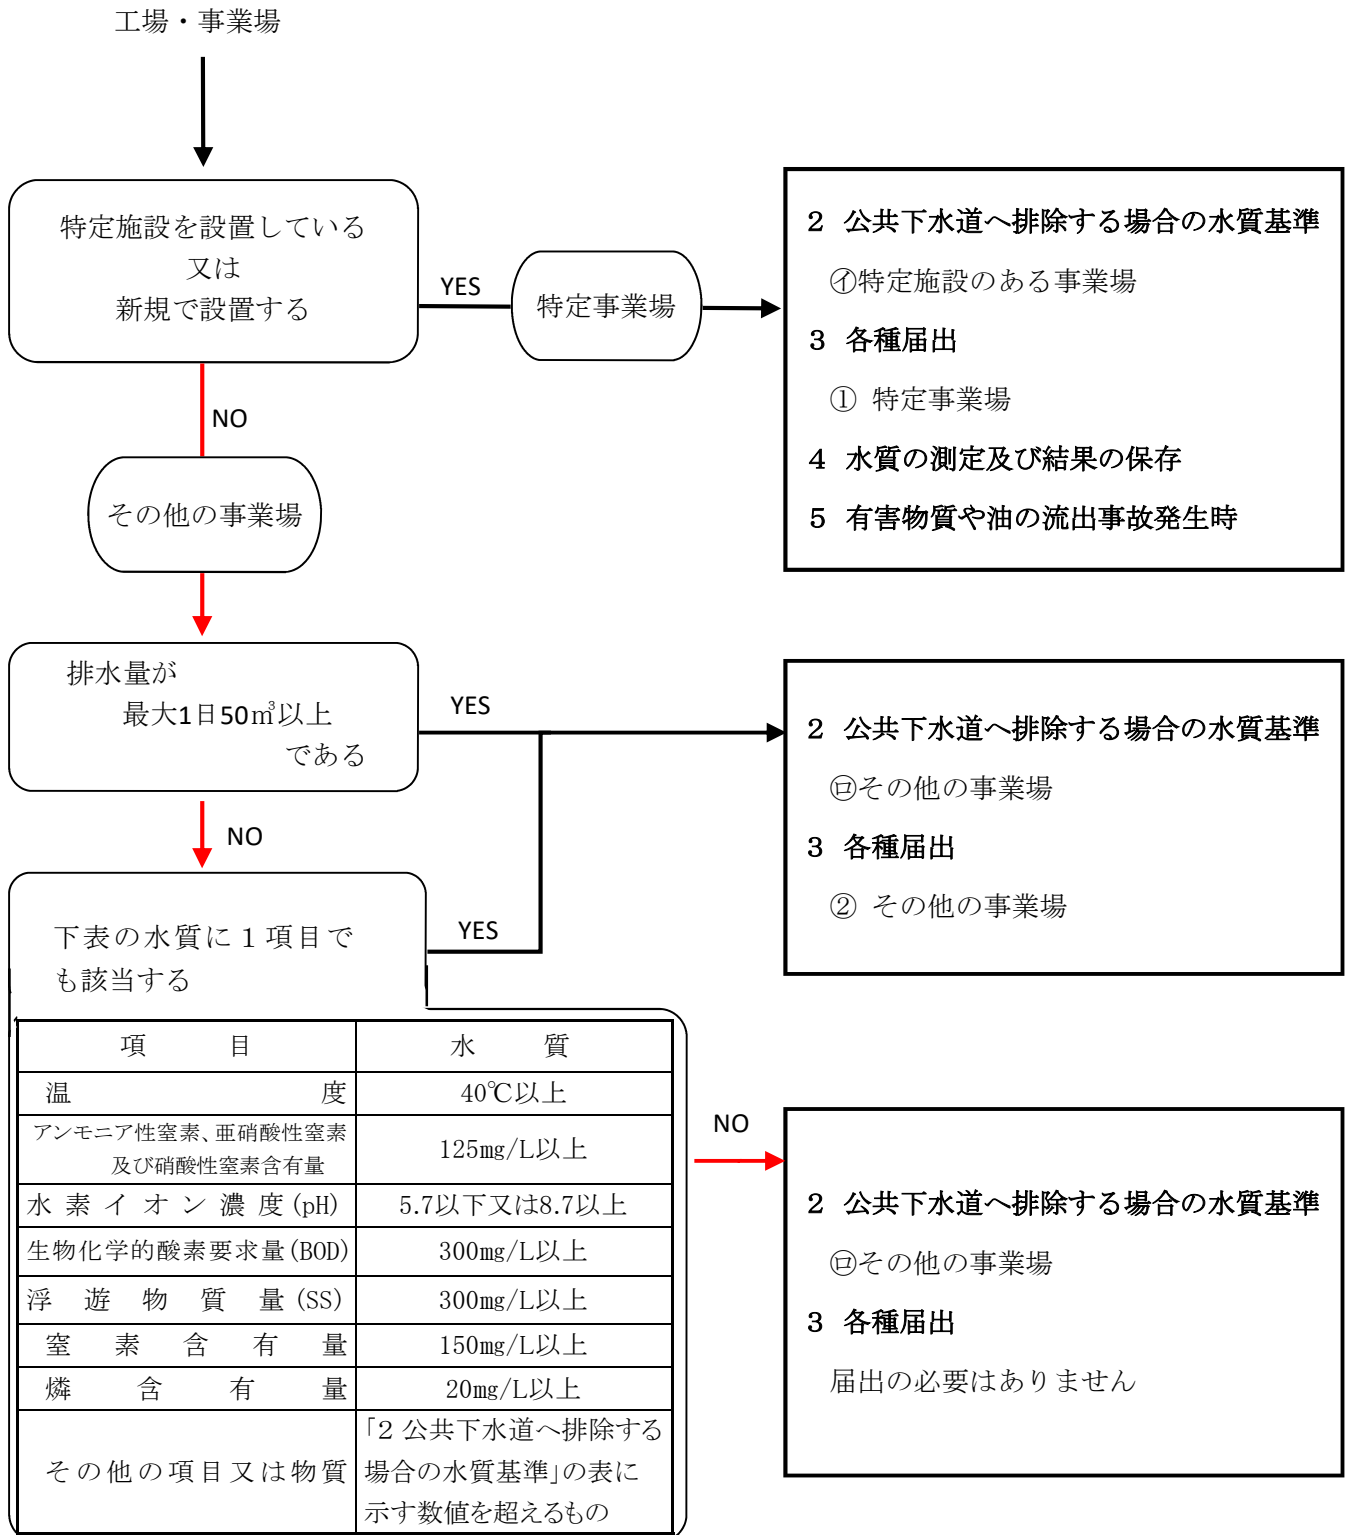 工場・事業場
特定施設を設置している
又は
新規で設置する
YES
特定事業場
2 公共下水道へ排除する場合の水質基準
㋑特定施設のある事業場
3 各種届出
① 特定事業場
4 水質の測定及び結果の保存
5 有害物質や油の流出事故発生時
NO
その他の事業場
排水量が
最大1日50㎥以上
である
YES
2 公共下水道へ排除する場合の水質基準
㋺その他の事業場
3 各種届出
② その他の事業場
NO
下表の水質に１項目で
も該当する
YES
項 目 水 質
温 度 40℃以上
アンモニア性窒素、亜硝酸性窒素
及び硝酸性窒素含有量 125mg/L以上
水素イオン濃度(pH) 5.7以下又は8.7以上
生物化学的酸素要求量(BOD) 300mg/L以上
浮遊物質量(SS) 300mg/L以上
窒素含有量 150mg/L以上
燐含有量 20mg/L以上
その他の項目又は物質
「2 公共下水道へ排除する
場合の水質基準」の表に
示す数値を超えるもの
NO
2 公共下水道へ排除する場合の水質基準
㋺その他の事業場
3 各種届出
届出の必要はありません